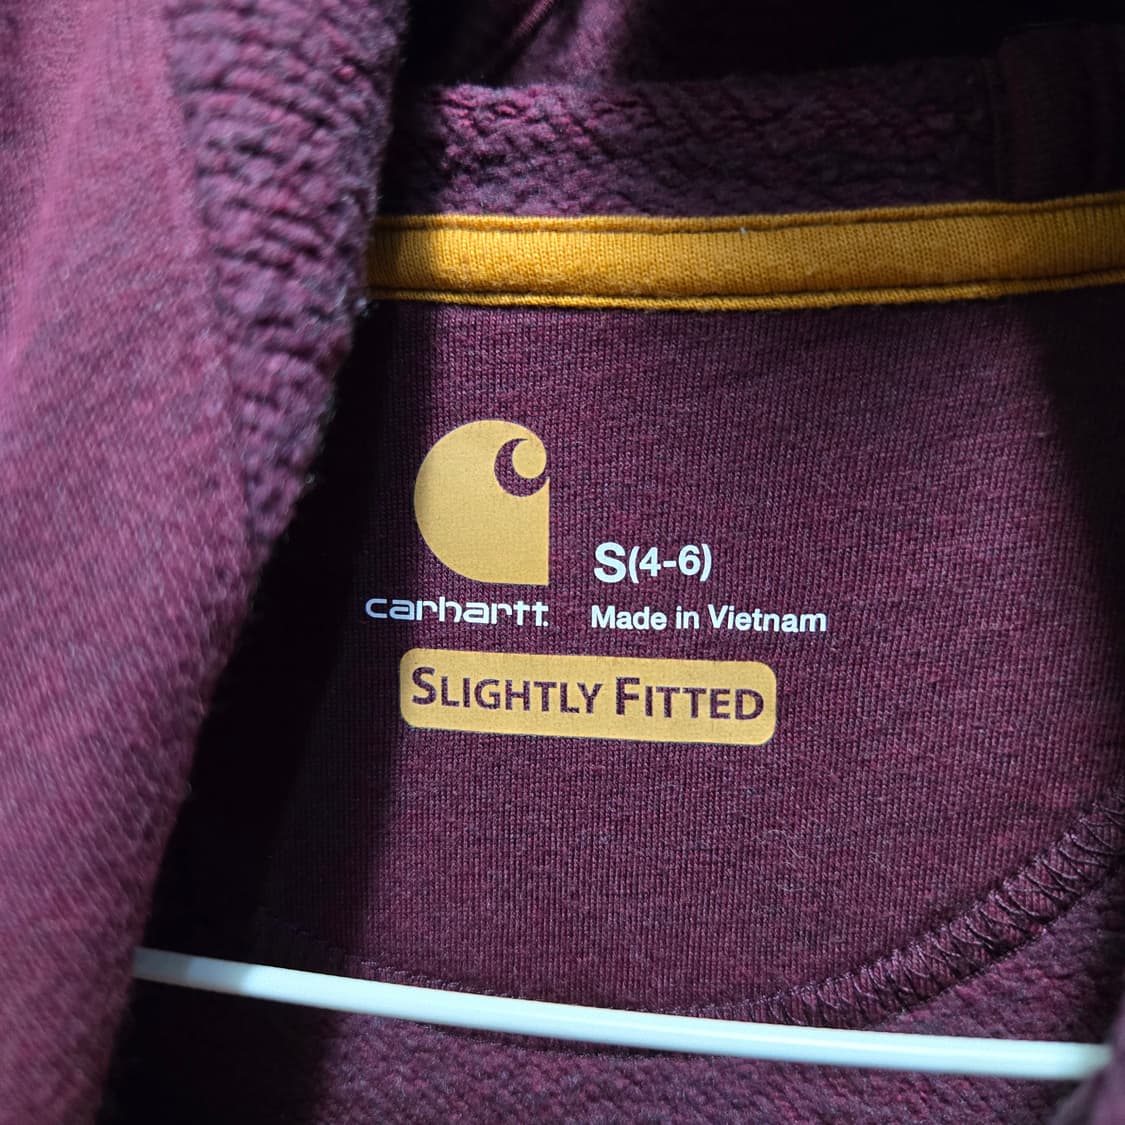 carhartt.
S(4-6)
Made in Vietnam
SLIGHTLY FITTED